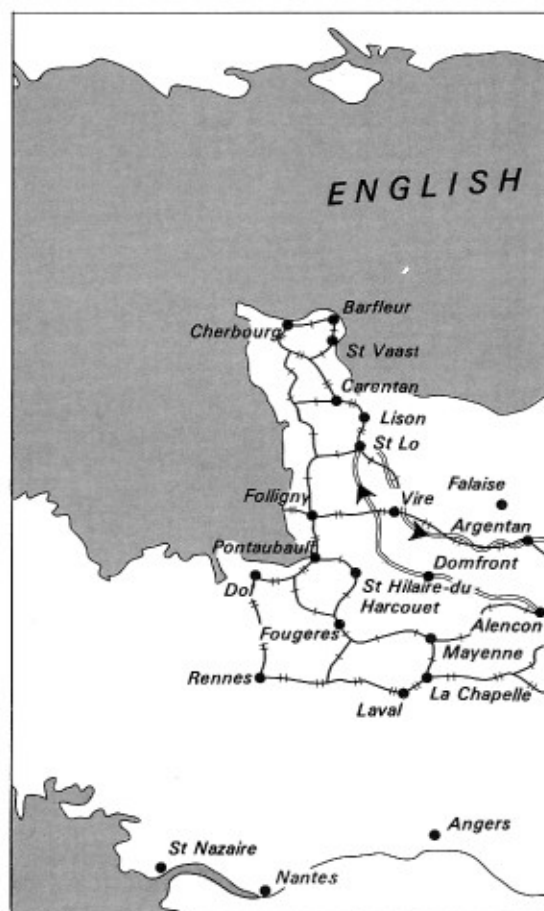 ENGLISH
Barfleur
Cherbourg
St Vaast
Carentan
Lison
St Lo
Falaise
Folligny
Vire
Argentan
Pontaubault
Domfront
Dol
St Hilaire-du
Harcouet
Alencon
Fougeres
Mayenne
Rennes
La Chapelle
Laval
Angers
St Nazaire
Nantes